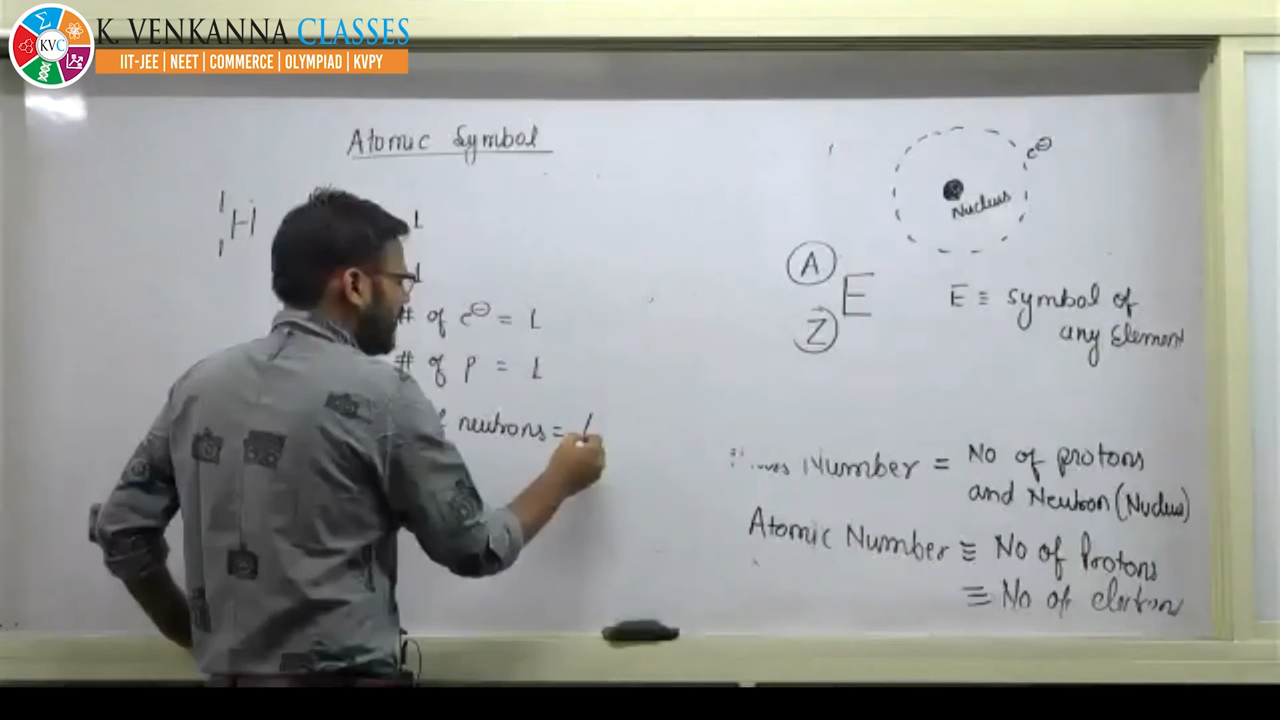 K. VENKANNA CLASSES
IIT-JEE | NEET | COMMERCE | OLYMPIAD | KVPY
KVC
Atomic Symbol
1
H
1
1
1
# of e⊖ = 1
# of p = 1
neutrons =
e⊖
Nucleus
A
E
Z
E ≡ symbol of
any Element
Number = No of protons
and Neutron (Nucleus)
Atomic Number ≡ No of Protons
≡ No of electron